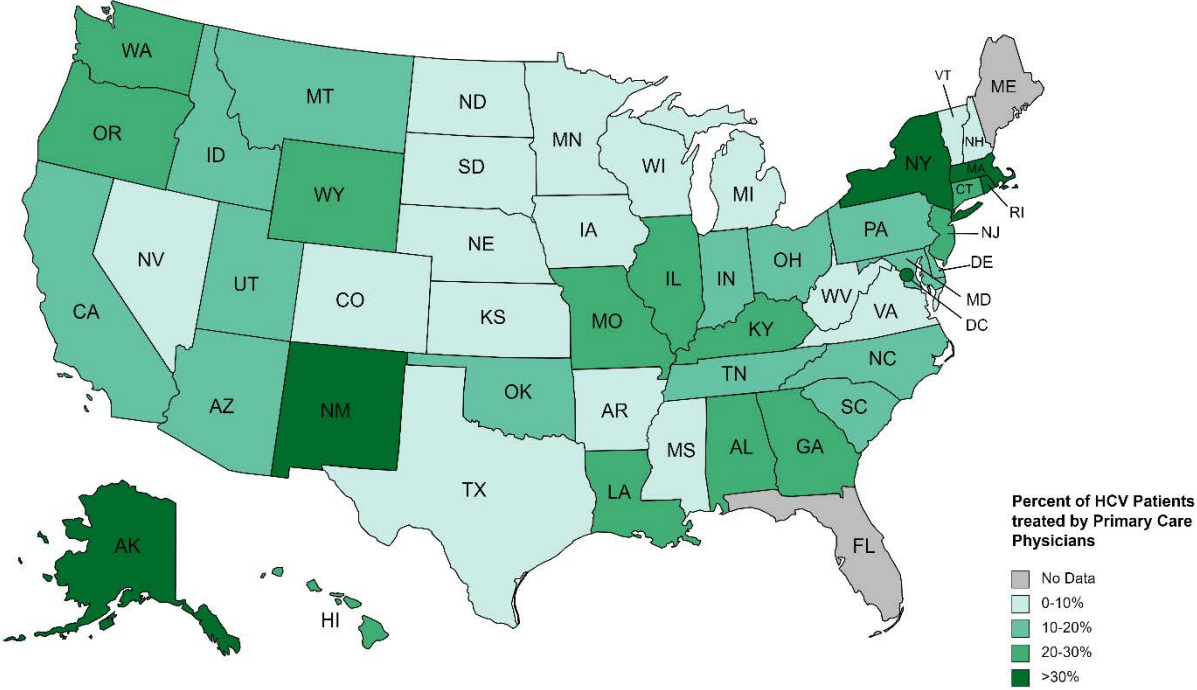 WA
MT
ND
MN
VT
ME
OR
ID
SD
WI
NH
NY
MA
WY
MI
CT
RI
NE
IA
PA
NJ
NV
UT
CO
IL
IN
OH
DE
CA
KS
MO
WV
VA
MD
KY
DC
AZ
NM
OK
AR
TN
NC
SC
TX
MS
AL
GA
LA
AK
HI
FL
Percent of HCV Patients
treated by Primary Care
Physicians
No Data
0-10%
10-20%
20-30%
>30%